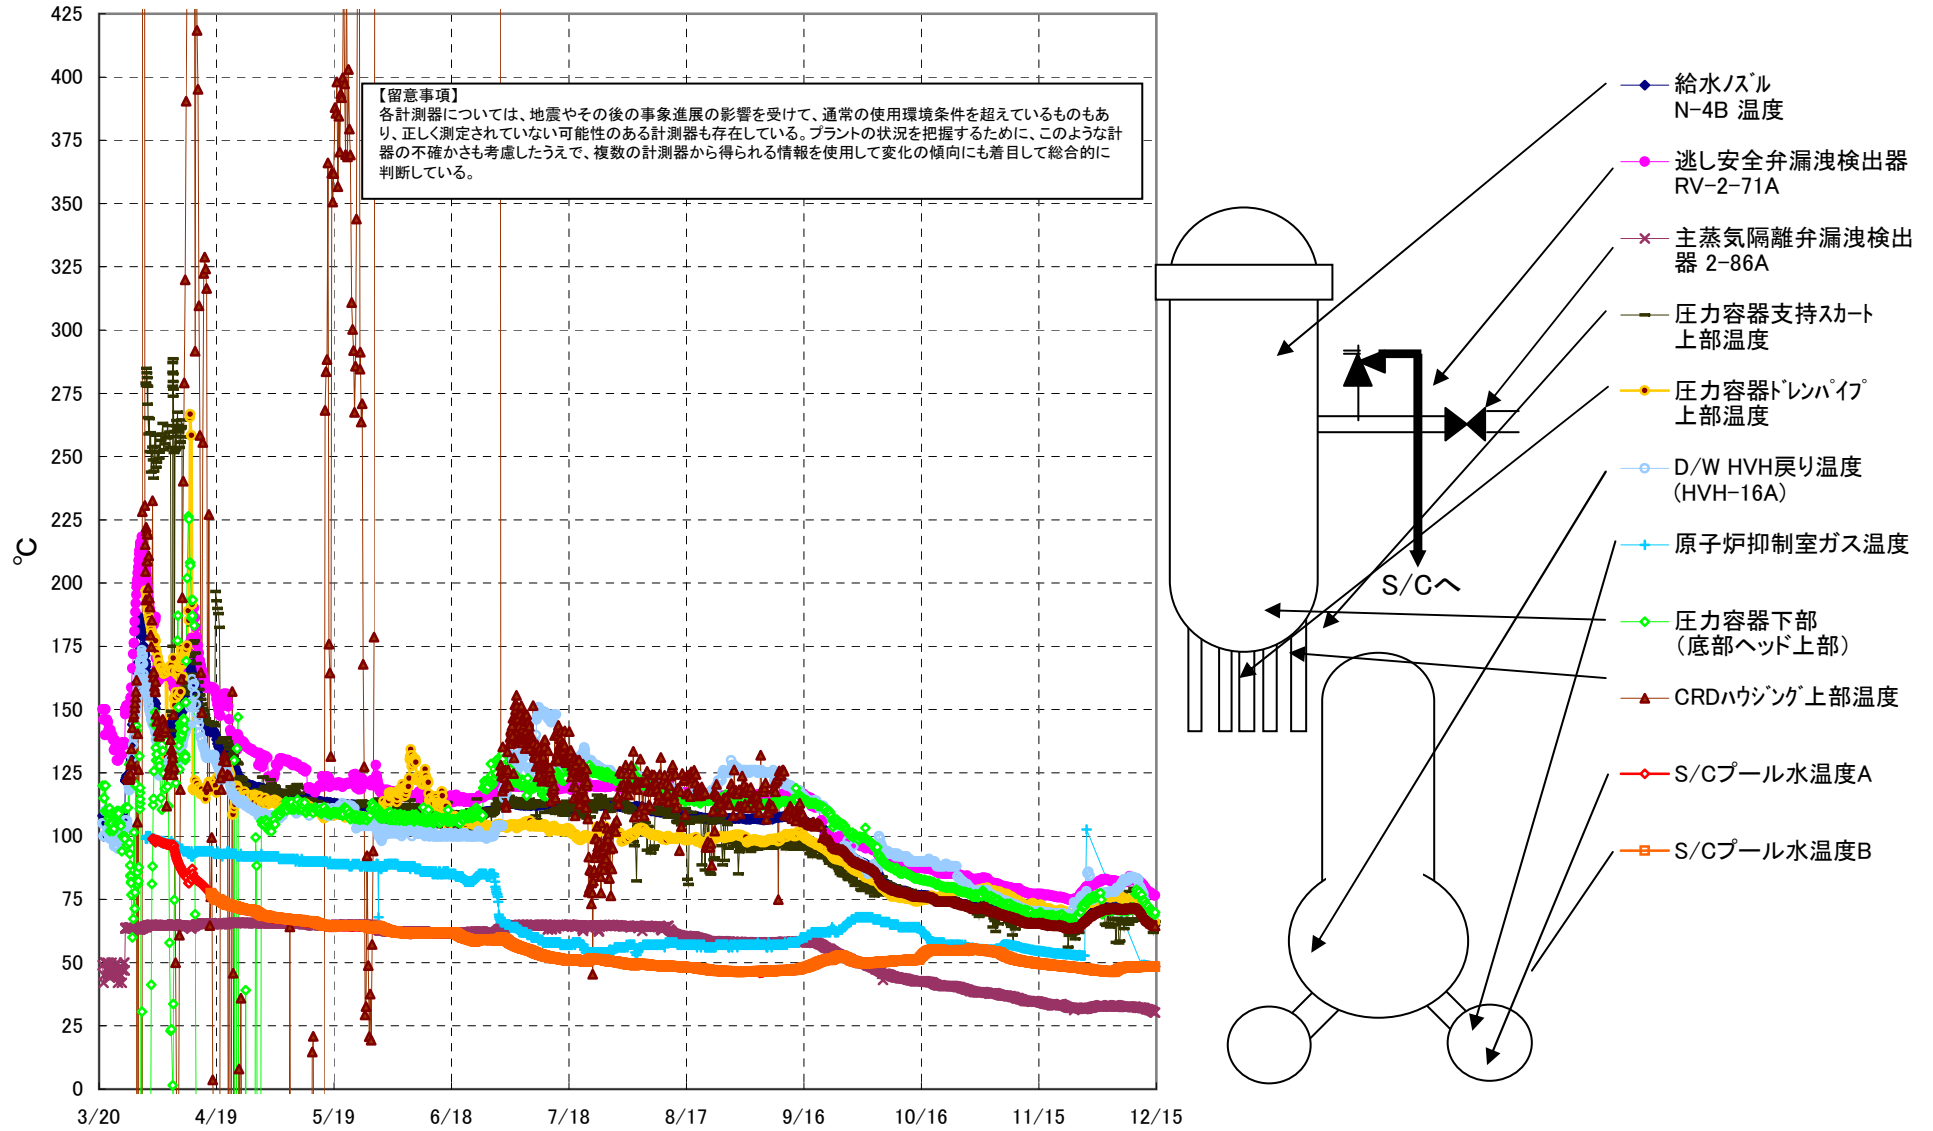 425
400
375
350
325
300
275
250
225
200
175
150
125
100
75
50
25
0
℃
3/20
4/19
5/19
6/18
7/18
8/17
9/16
10/16
11/15
12/15
【留意事項】
各計測器については、地震やその後の事象進展の影響を受けて、通常の使用環境条件を超えているものもあ
り、正しく測定されていない可能性のある計測器も存在している。プラントの状況を把握するために、このような計
器の不確かさも考慮したうえで、複数の計測器から得られる情報を使用して変化の傾向にも着目して総合的に
判断している。
S/Cへ
給水ノズル
N-4B 温度
逃し安全弁漏洩検出器
RV-2-71A
主蒸気隔離弁漏洩検出
器 2-86A
圧力容器支持スカート
上部温度
圧力容器ドレンパイプ
上部温度
D/W HVH戻り温度
(HVH-16A)
原子炉抑制室ガス温度
圧力容器下部
（底部ヘッド上部）
CRDハウジング上部温度
S/Cプール水温度A
S/Cプール水温度B